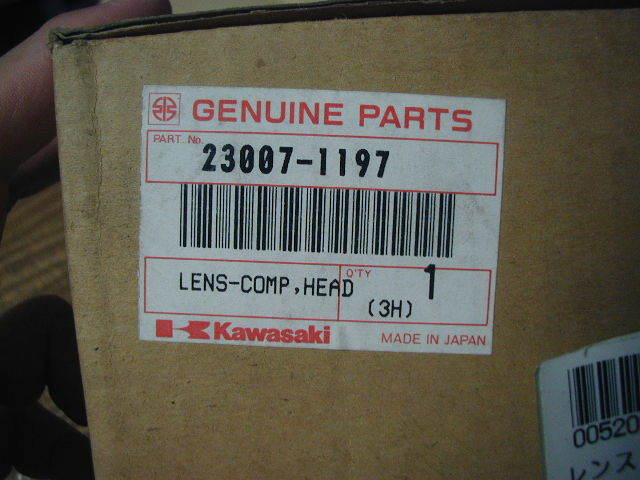 GENUINE PARTS
PART. No.
23007-1197
LENS-COMP,HEAD
Q'TY
1
(3H)
Kawasaki
MADE IN JAPAN
00520
レンス